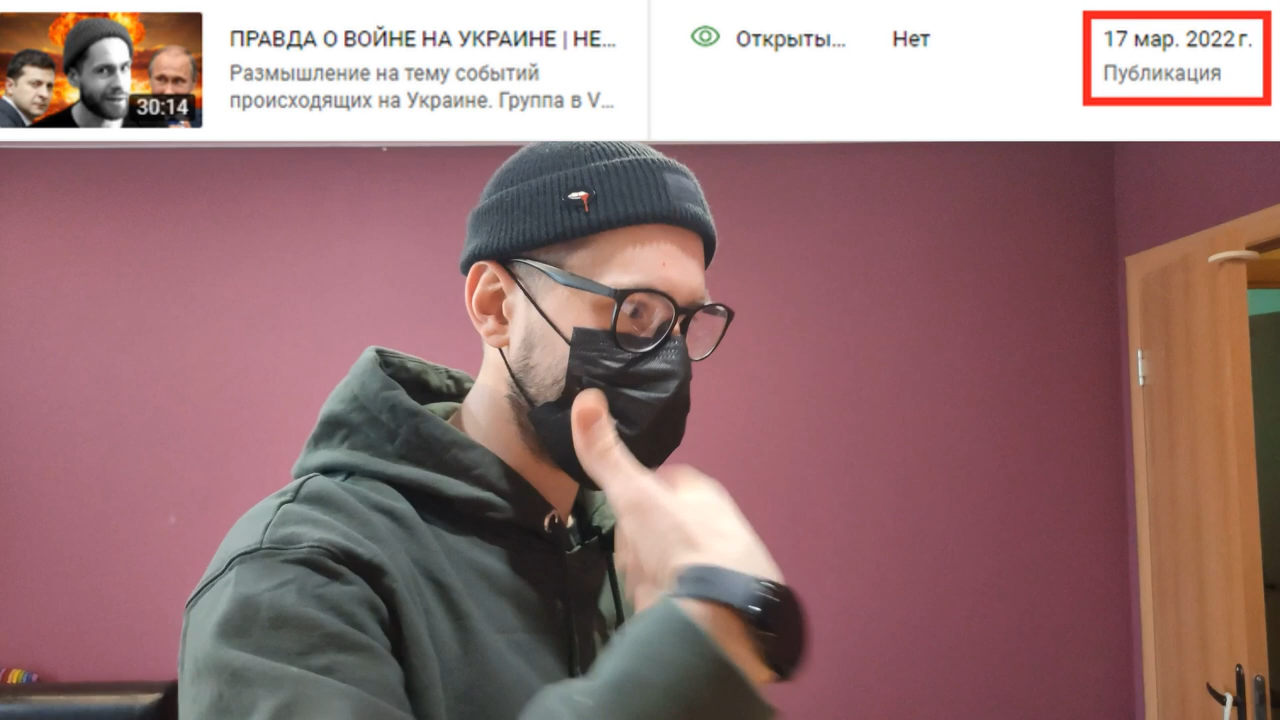 ПРАВДА О ВОЙНЕ НА УКРАИНЕ | НЕ...
Размышление на тему событий
происходящих на Украине. Группа в V...
30:14
Открыты...
Нет
17 мар. 2022 г.
Публикация